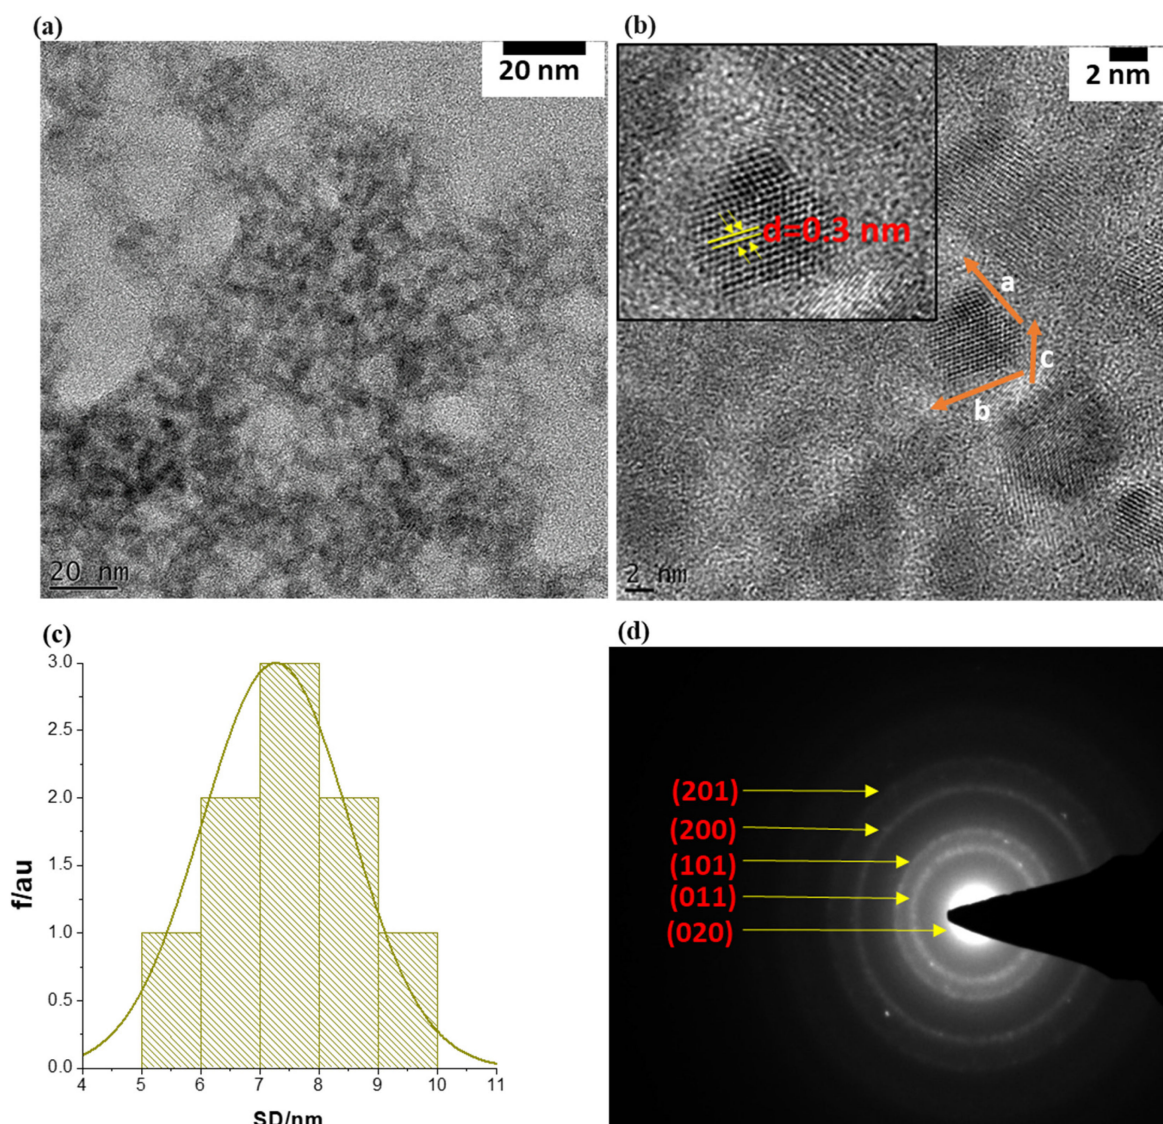 (a)
20 nm
20 nm
(b)
2 nm
d=0.3 nm
a
c
b
2 nm
(c)
f/au
3.0
2.5
2.0
1.5
1.0
0.5
0.0
4 5 6 7 8 9 10 11
SD/nm
(d)
(201)
(200)
(101)
(011)
(020)